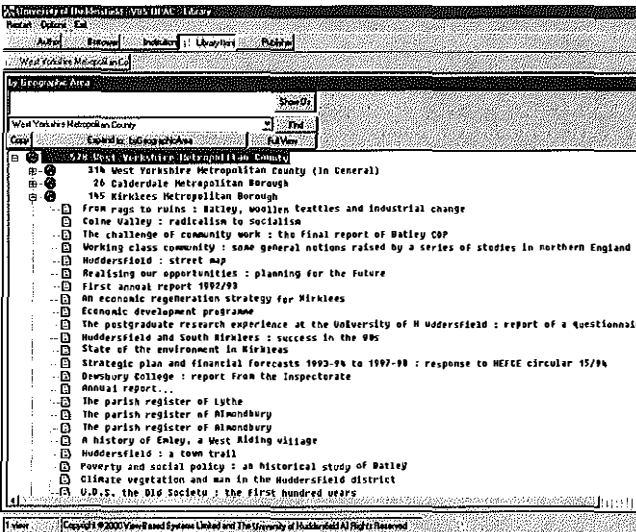 University of Huddersfield : VBS OPAC - Library
Restart Options Exit
Author Borrower Institution Library Item Publisher
West Yorkshire Metropolitan Co
by Geographic Area
Show Us
West Yorkshire Metropolitan County Find
Copy Expand to: by Geographic Area Full View
West Yorkshire Metropolitan County
314 West Yorkshire Metropolitan County (In General)
26 Calderdale Metropolitan Borough
145 Kirklees Metropolitan Borough
From rags to ruins : Batley, woollen textiles and industrial change
Colne Valley : radicalism to socialism
The challenge of community work : the final report of Batley CDP
Working class community : some general notions raised by a series of studies in northern England
Huddersfield : street map
Realising our opportunities : planning for the future
First annual report 1992/93
An economic regeneration strategy for Kirklees
Economic development programme
The postgraduate research experience at the University of H uddersfield : report of a questionnai
Huddersfield and South Kirklees : success in the 90s
State of the environment in Kirklees
Strategic plan and financial forecasts 1993-94 to 1997-98 : response to HEFCE circular 15/94
Dewsbury College : report from the Inspectorate
Annual report...
The parish register of Lythe
The parish register of Almondbury
The parish register of Almondbury
A history of Emley, a West Riding village
Huddersfield : a town trail
Poverty and social policy : an historical study of Batley
Climate vegetation and man in the Huddersfield district
U.D.S. the Old Society : the first hundred years
1 view Copyright ©2000 View Based Systems Limited and The University of Huddersfield All Rights Reserved